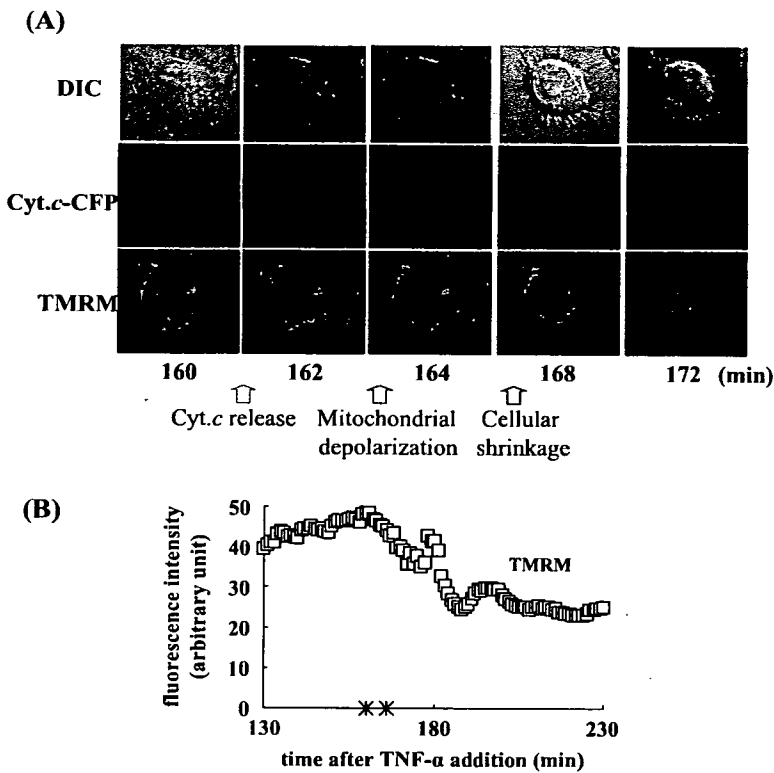 (A)
DIC
Cyt.c-CFP
TMRM
160 162 164 168 172 (min)
Cyt.c release Mitochondrial depolarization Cellular shrinkage
(B)
fluorescence intensity
(arbitrary unit)
50
40
30
20
10
0
TMRM
130 180 230
time after TNF-α addition (min)